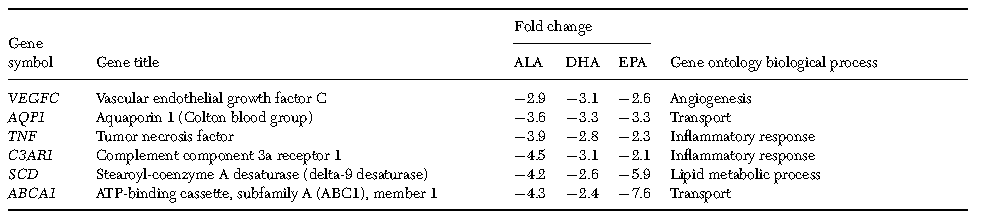 Fold change
Gene
symbol Gene title ALA DHA EPA Gene ontology biological process
VEGFC Vascular endothelial growth factor C −2.9 −3.1 −2.6 Angiogenesis
AQP1 Aquaporin 1 (Colton blood group) −3.6 −3.3 −3.3 Transport
TNF Tumor necrosis factor −3.9 −2.8 −2.3 Inflammatory response
C3AR1 Complement component 3a receptor 1 −4.5 −3.1 −2.1 Inflammatory response
SCD Stearoyl-coenzyme A desaturase (delta-9 desaturase) −4.2 −2.6 −5.9 Lipid metabolic process
ABCA1 ATP-binding cassette, subfamily A (ABC1), member 1 −4.3 −2.4 −7.6 Transport